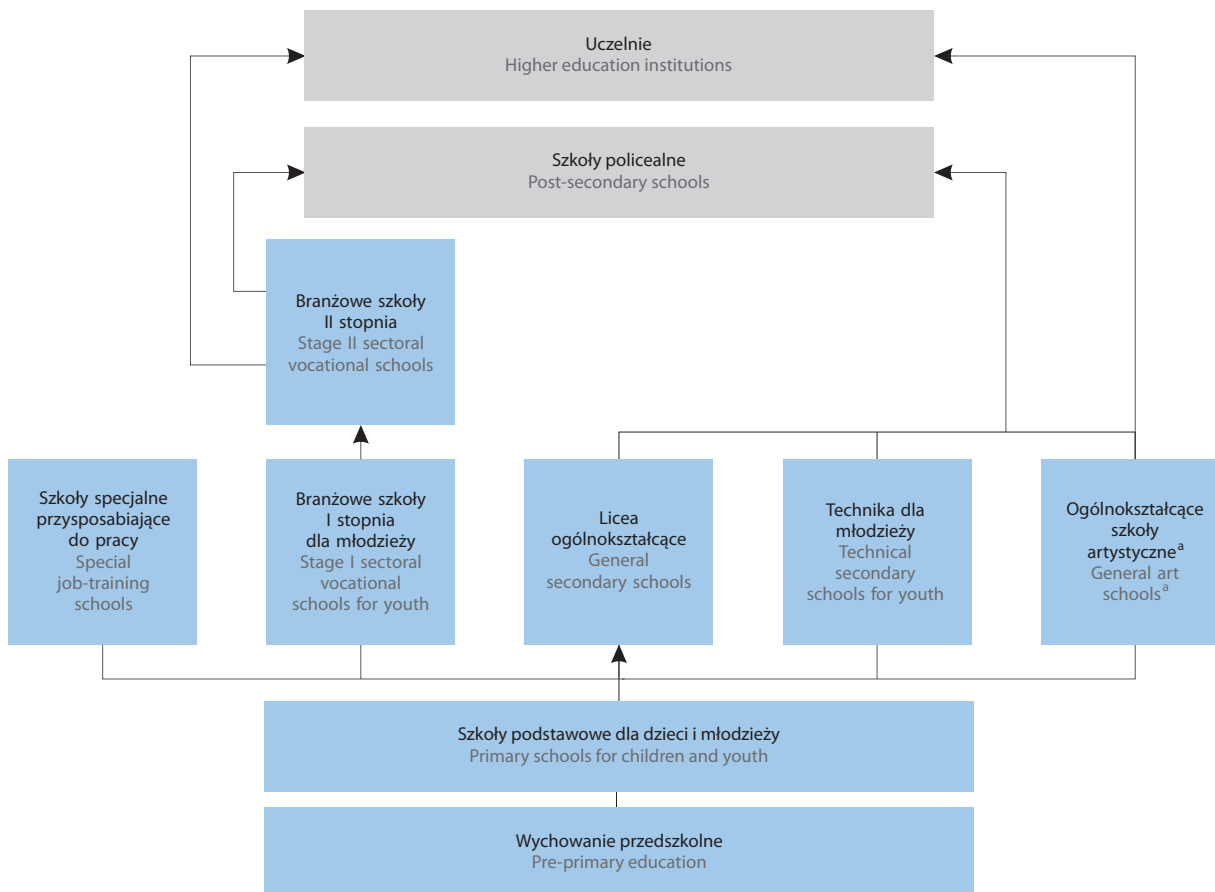 Uczelnie
Higher education institutions
Szkoły policealne
Post-secondary schools
Branżowe szkoły
II stopnia
Stage II sectoral
vocational schools
Szkoły specjalne
przysposabiające
do pracy
Special
job-training
schools
Branżowe szkoły
I stopnia
dla młodzieży
Stage I sectoral
vocational
schools for youth
Licea
ogólnokształcące
General
secondary schools
Technika dla
młodzieży
Technical
secondary
schools for youth
Ogólnokształcące
szkoły
artystyczneᵃ
General art
schoolsᵃ
Szkoły podstawowe dla dzieci i młodzieży
Primary schools for children and youth
Wychowanie przedszkolne
Pre-primary education